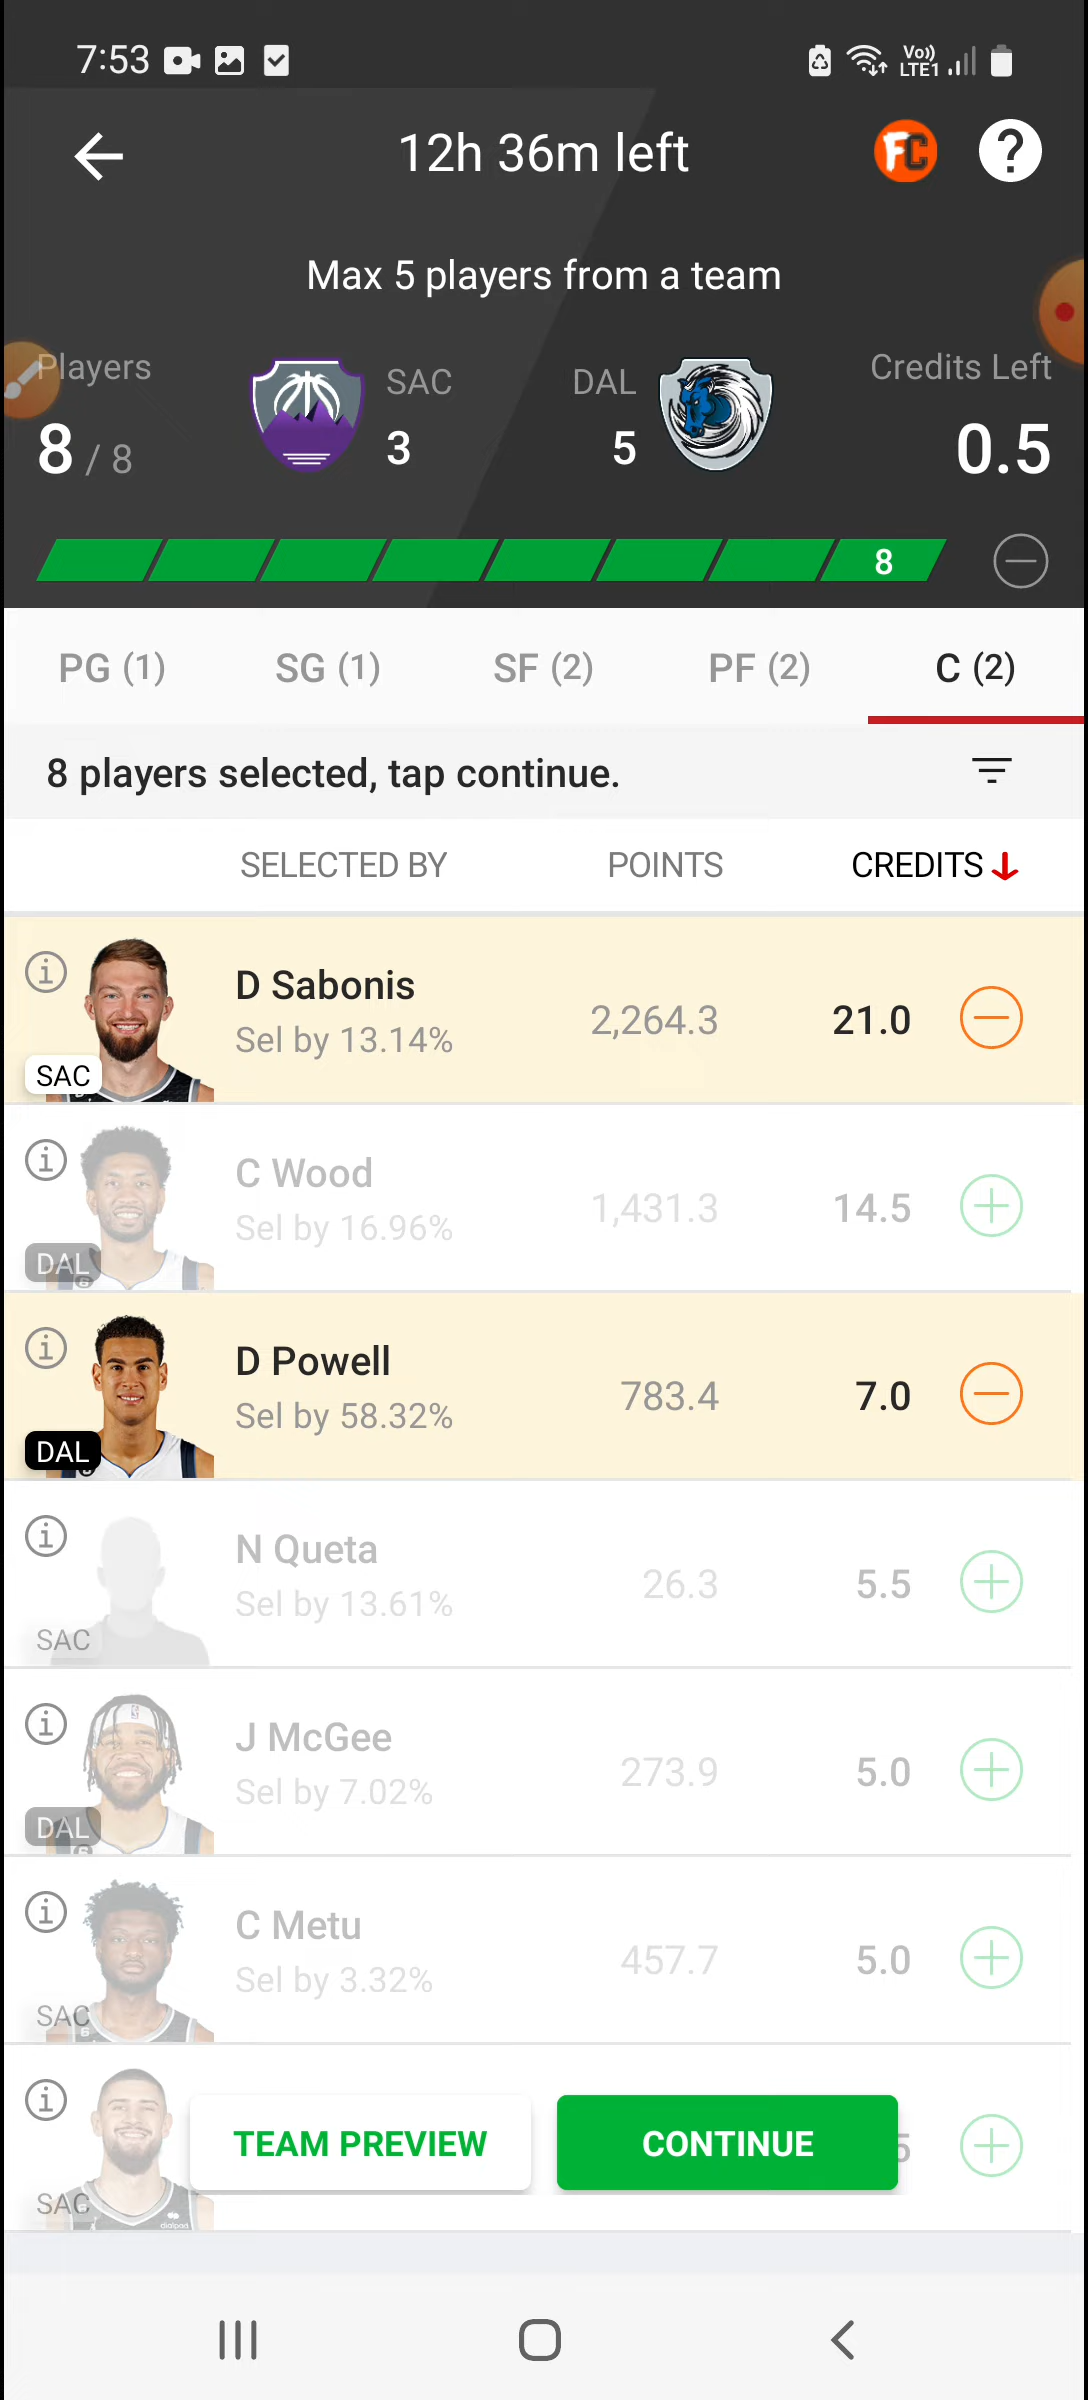 7:53
Vo)) LTE1
12h 36m left
FC
?
Max 5 players from a team
Players
SAC
DAL
Credits Left
8 / 8
3
5
0.5
8
PG (1)
SG (1)
SF (2)
PF (2)
C (2)
8 players selected, tap continue.
SELECTED BY
POINTS
CREDITS
D Sabonis
Sel by 13.14%
2,264.3
21.0
SAC
C Wood
Sel by 16.96%
1,431.3
14.5
DAL
D Powell
Sel by 58.32%
783.4
7.0
DAL
N Queta
Sel by 13.61%
26.3
5.5
SAC
J McGee
Sel by 7.02%
273.9
5.0
DAL
C Metu
Sel by 3.32%
457.7
5.0
SAC
TEAM PREVIEW
CONTINUE
5
SAC